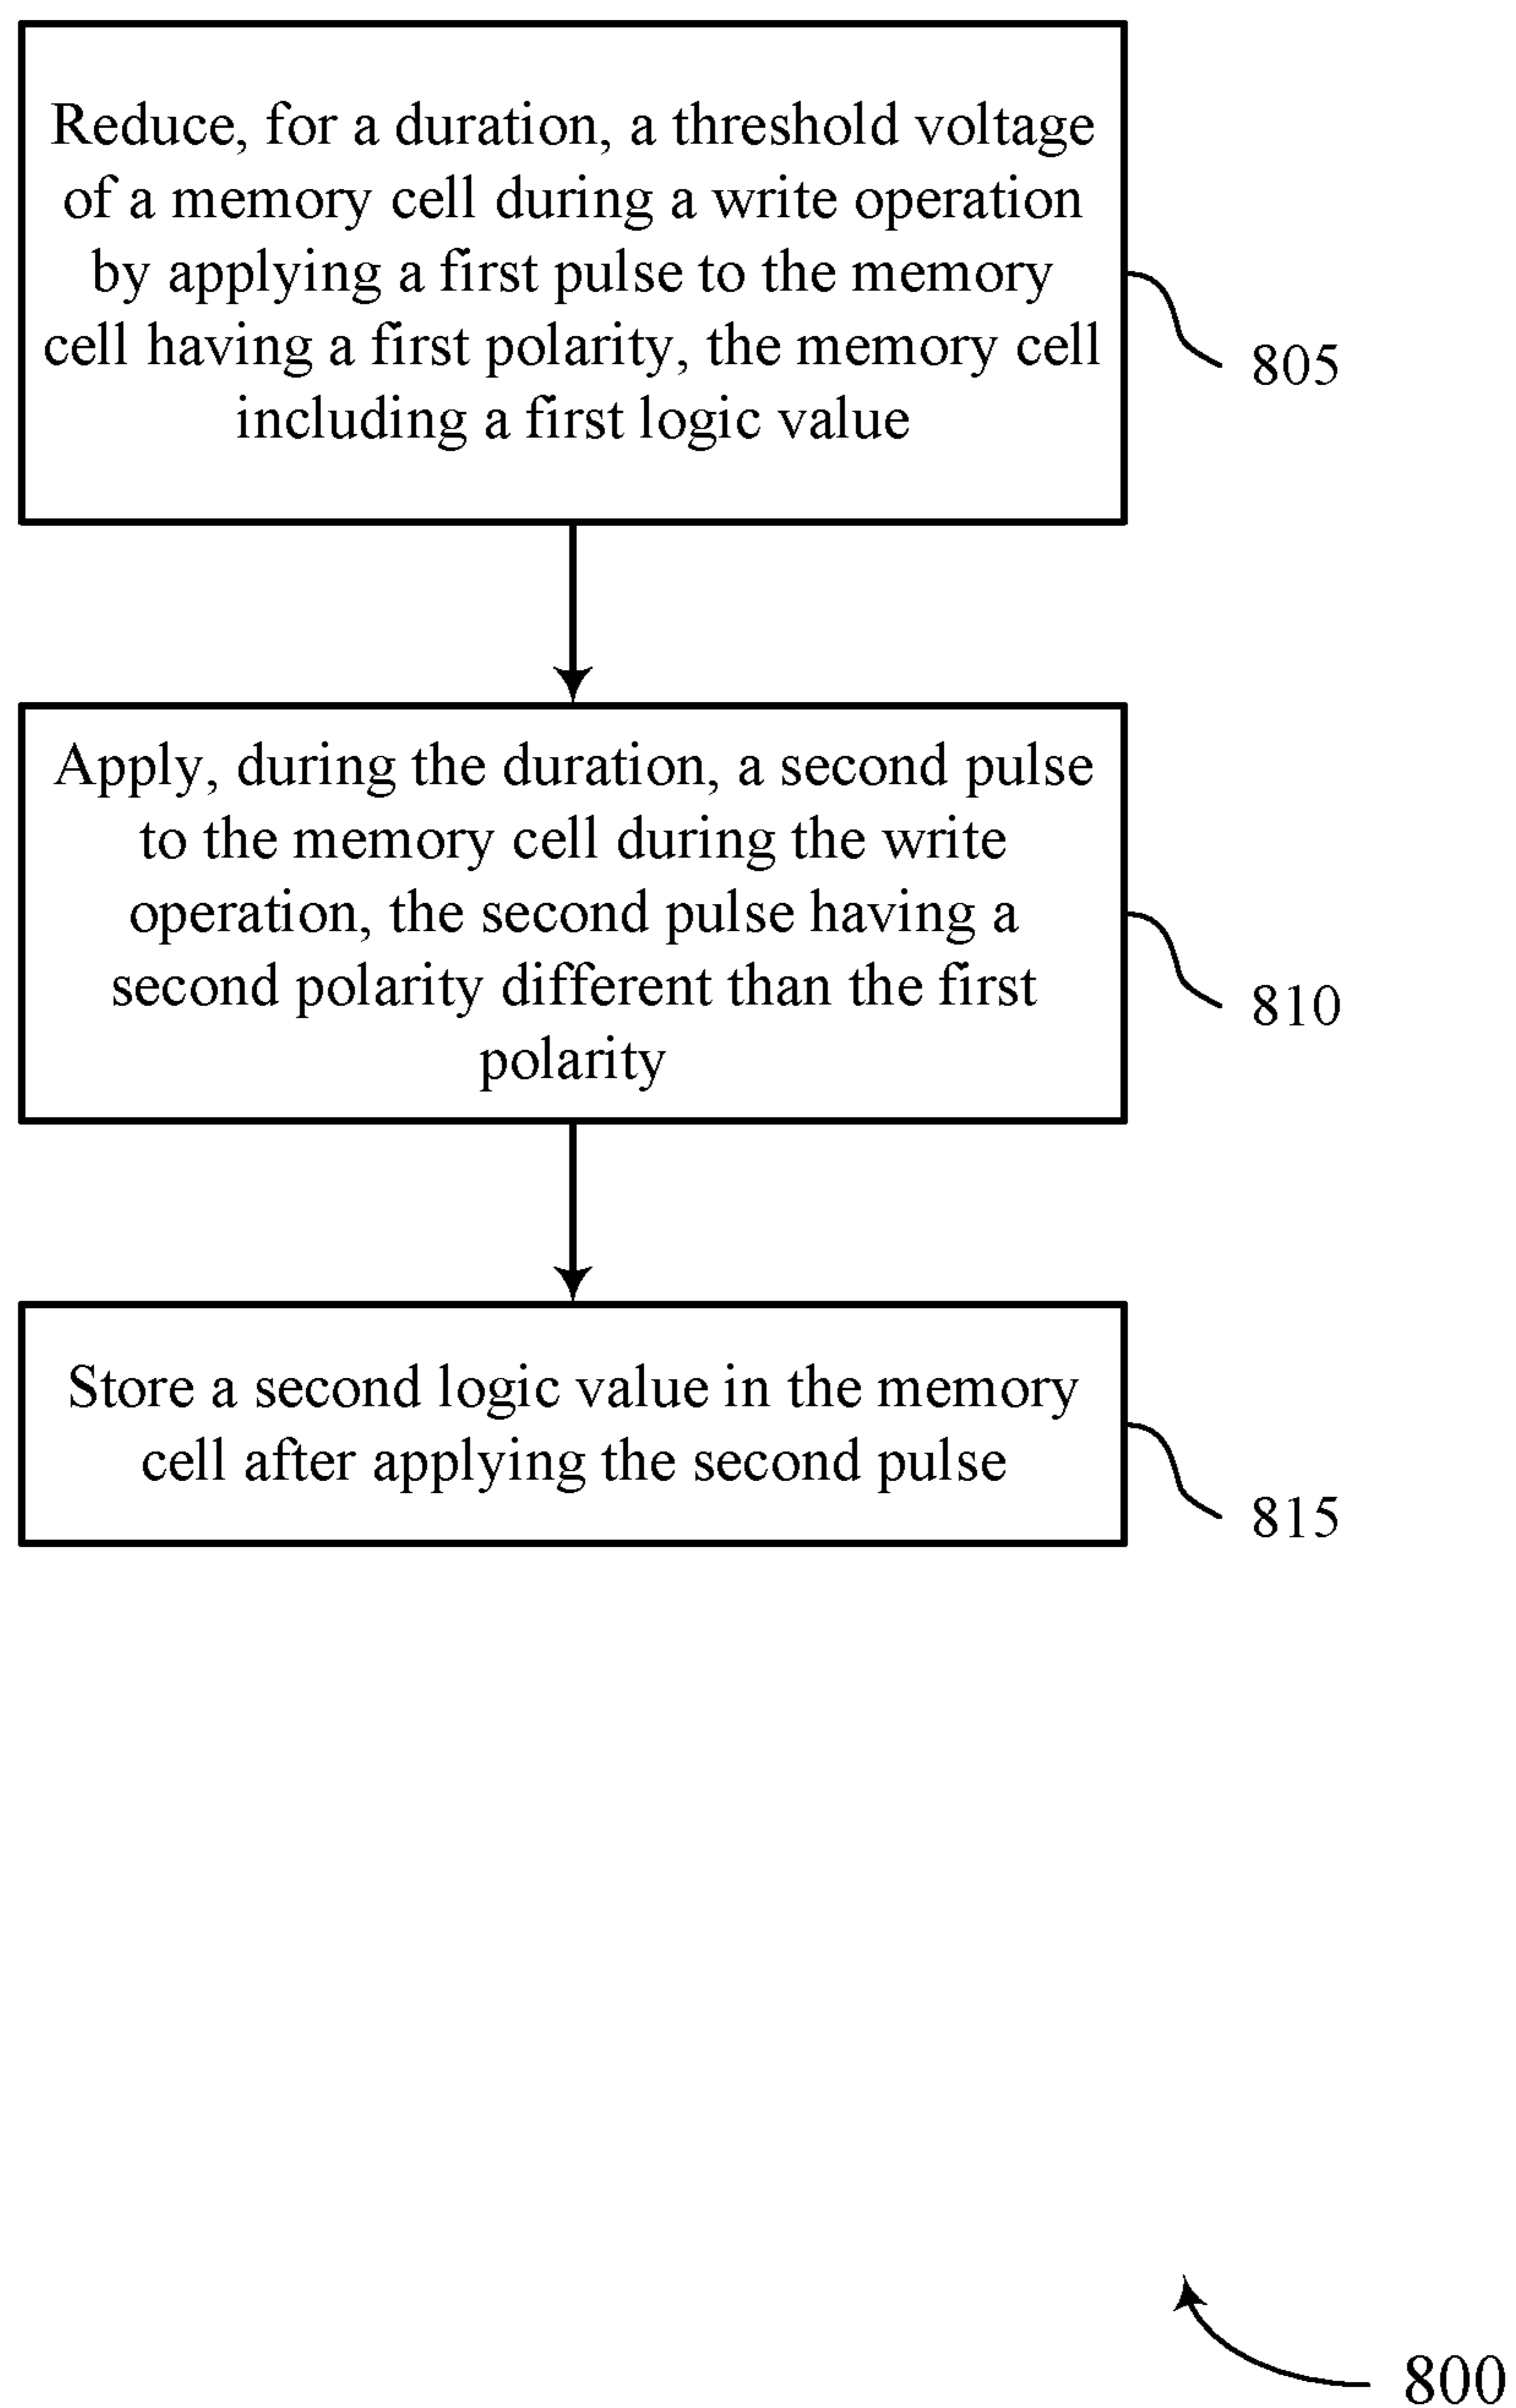 Reduce, for a duration, a threshold voltage
of a memory cell during a write operation
by applying a first pulse to the memory
cell having a first polarity, the memory cell
including a first logic value
805
Apply, during the duration, a second pulse
to the memory cell during the write
operation, the second pulse having a
second polarity different than the first
polarity
810
Store a second logic value in the memory
cell after applying the second pulse
815
800